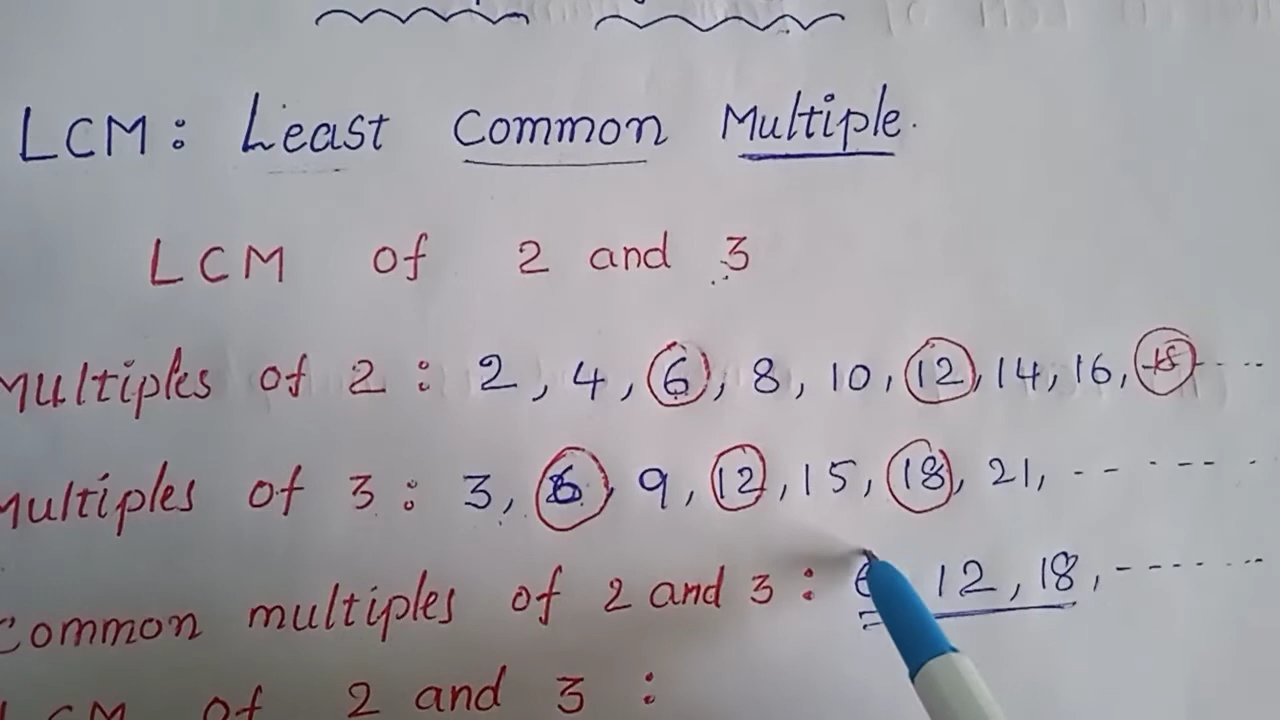 LCM: Least Common Multiple.
LCM of 2 and 3
Multiples of 2 : 2, 4, 6, 8, 10, 12, 14, 16, 18 ----
Multiples of 3 : 3, 6, 9, 12, 15, 18, 21, ------
Common multiples of 2 and 3 : 6 12, 18, ------
LCM of 2 and 3 :